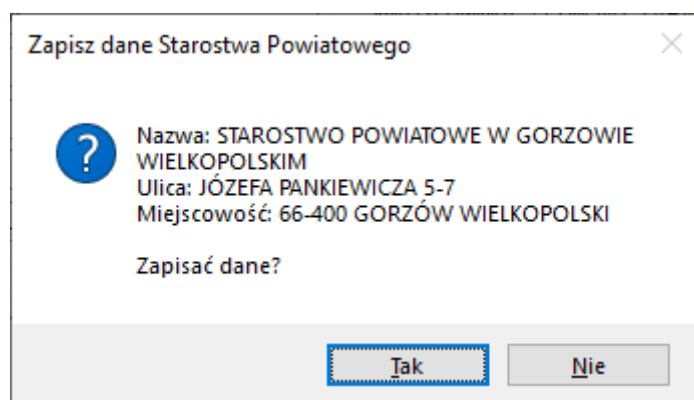 Zapisz dane Starostwa Powiatowego
?
Nazwa: STAROSTWO POWIATOWE W GORZOWIE
WIELKOPOLSKIM
Ulica: JÓZEFA PANKIEWICZA 5-7
Miejscowość: 66-400 GORZÓW WIELKOPOLSKI
Zapisać dane?
Tak
Nie